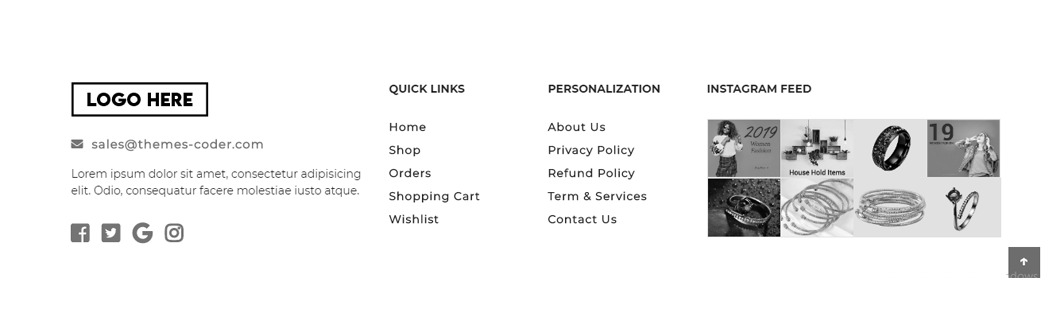 LOGO HERE
sales@themes-coder.com
Lorem ipsum dolor sit amet, consectetur adipisicing
elit. Odio, consequatur facere molestiae iusto atque.
QUICK LINKS
Home
Shop
Orders
Shopping Cart
Wishlist
PERSONALIZATION
About Us
Privacy Policy
Refund Policy
Term & Services
Contact Us
INSTAGRAM FEED
2019
Women
Fashion
House Hold Items
19